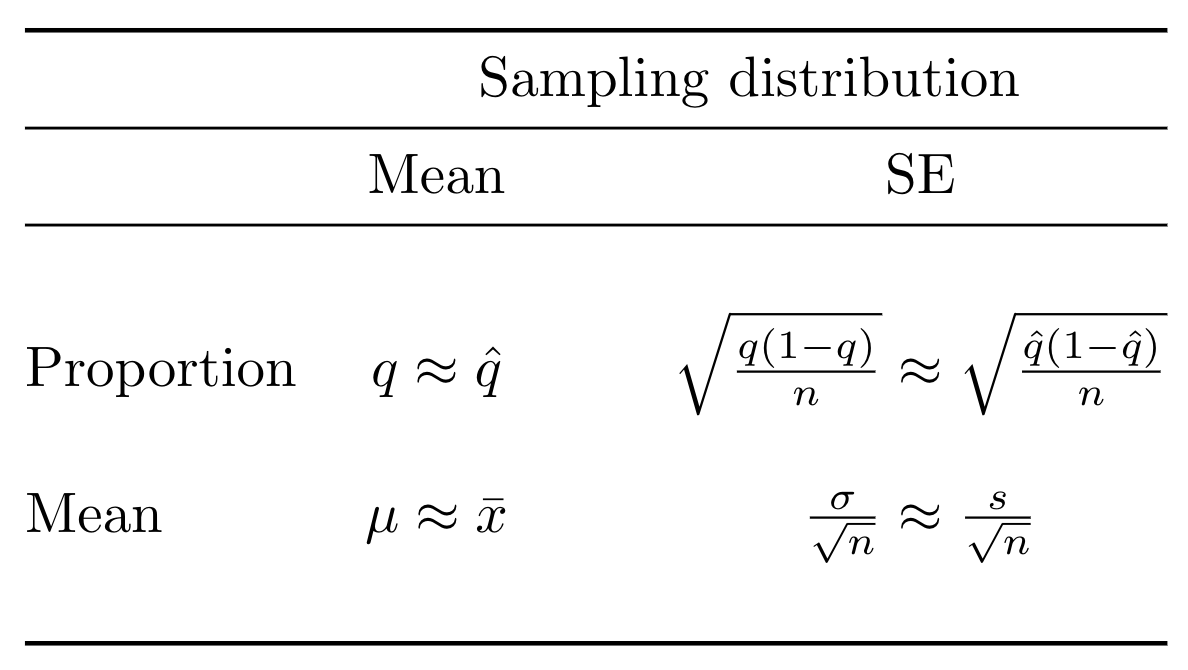 Sampling distribution
Mean SE
Proportion q ≈ q̂ √(q(1−q)/n) ≈ √(q̂(1−q̂)/n)
Mean μ ≈ x̄ σ/√n ≈ s/√n